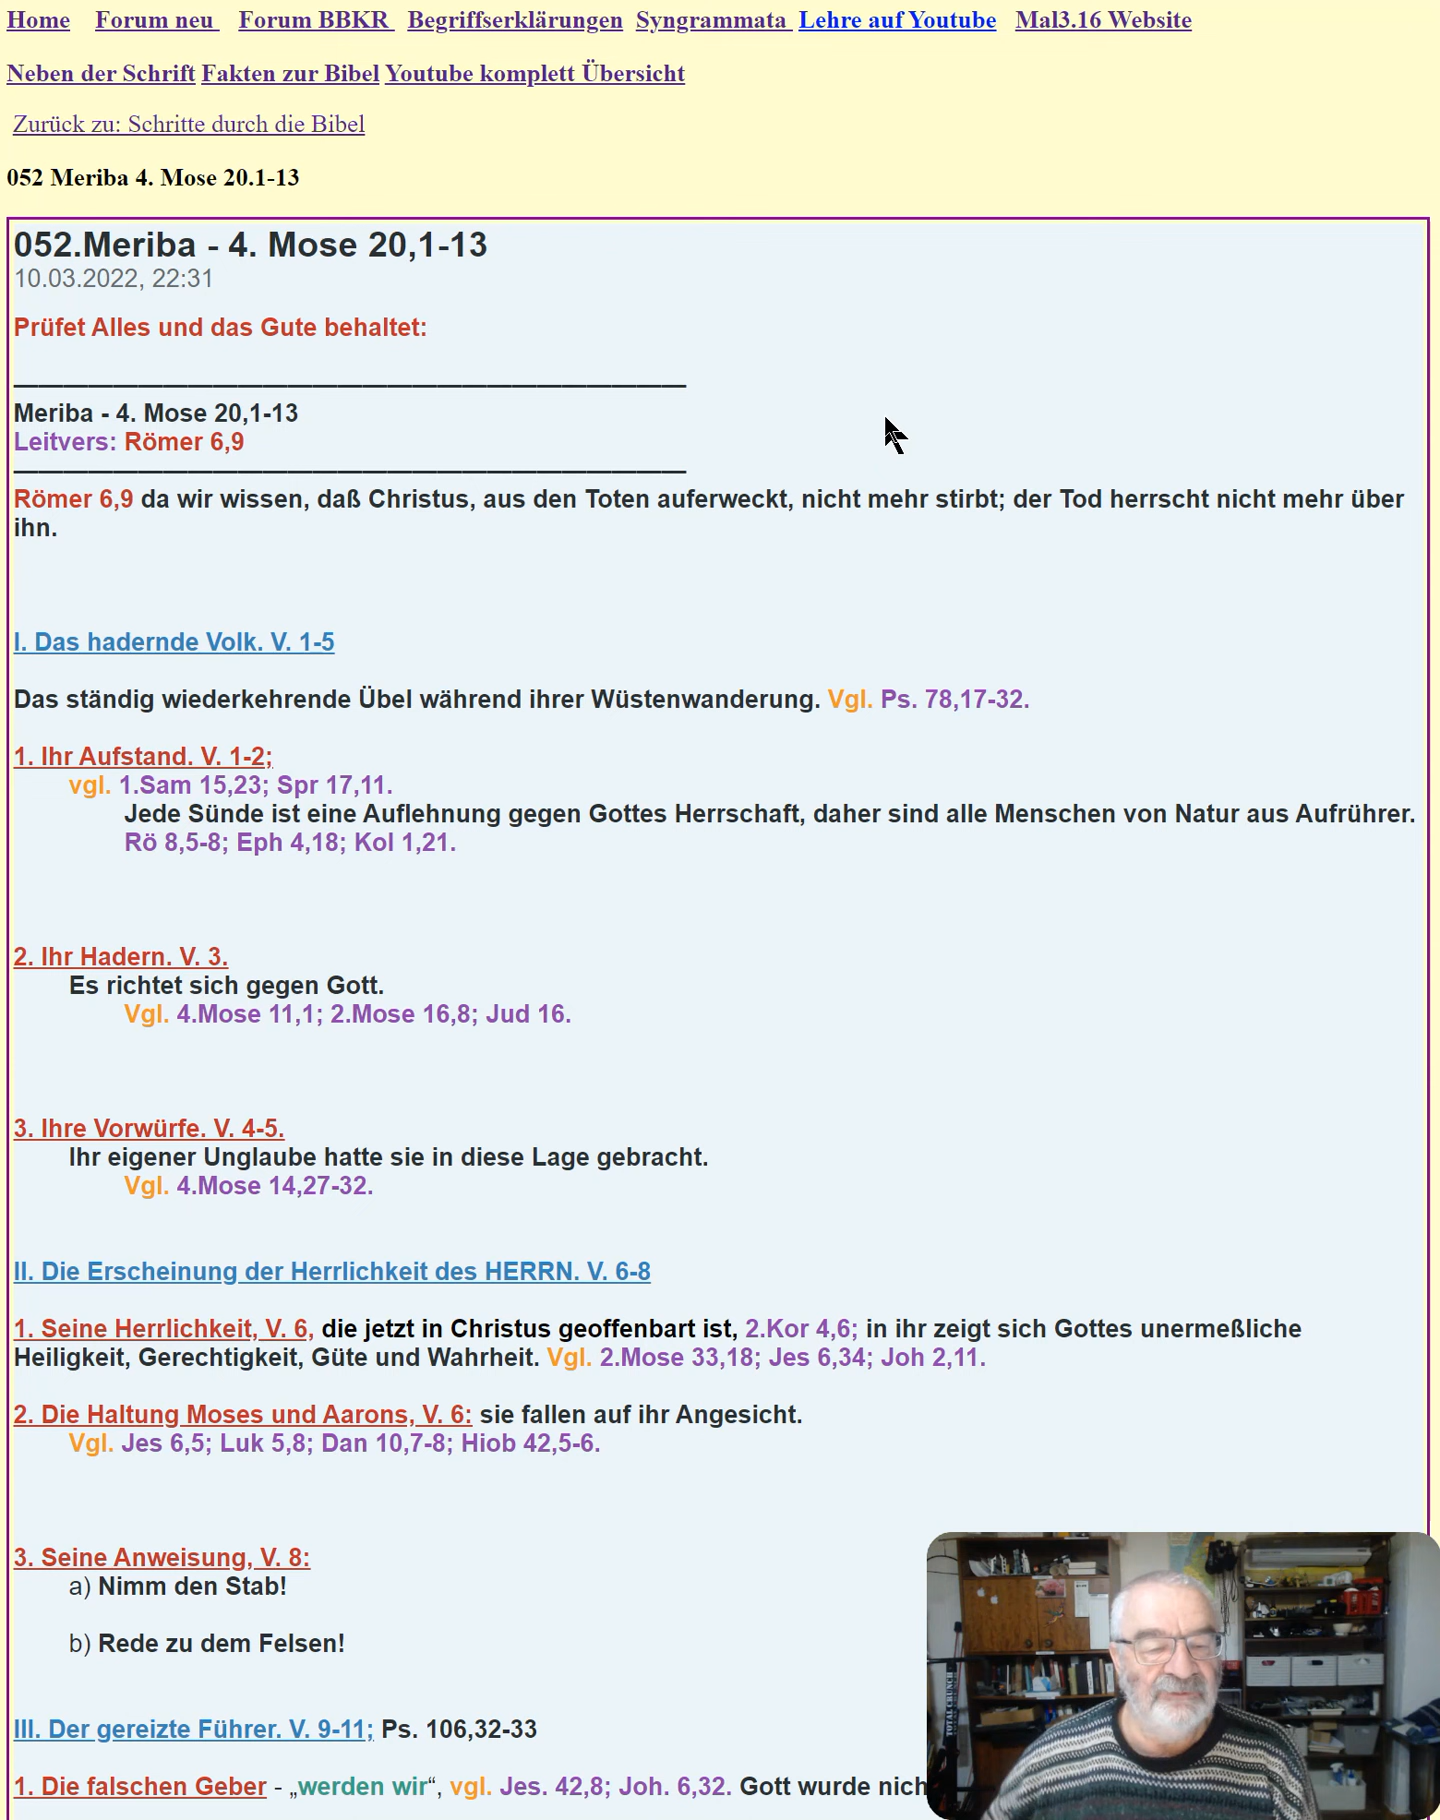 Home Forum neu Forum BBKR Begriffserklärungen Syngrammata Lehre auf Youtube Mal3.16 Website
Neben der Schrift Fakten zur Bibel Youtube komplett Übersicht
Zurück zu: Schritte durch die Bibel
052 Meriba 4. Mose 20.1-13
052.Meriba - 4. Mose 20,1-13
10.03.2022, 22:31
Prüfet Alles und das Gute behaltet:
Meriba - 4. Mose 20,1-13
Leitvers: Römer 6,9
Römer 6,9 da wir wissen, daß Christus, aus den Toten auferweckt, nicht mehr stirbt; der Tod herrscht nicht mehr über
ihn.
I. Das hadernde Volk. V. 1-5
Das ständig wiederkehrende Übel während ihrer Wüstenwanderung. Vgl. Ps. 78,17-32.
1. Ihr Aufstand. V. 1-2;
vgl. 1.Sam 15,23; Spr 17,11.
Jede Sünde ist eine Auflehnung gegen Gottes Herrschaft, daher sind alle Menschen von Natur aus Aufrührer.
Rö 8,5-8; Eph 4,18; Kol 1,21.
2. Ihr Hadern. V. 3.
Es richtet sich gegen Gott.
Vgl. 4.Mose 11,1; 2.Mose 16,8; Jud 16.
3. Ihre Vorwürfe. V. 4-5.
Ihr eigener Unglaube hatte sie in diese Lage gebracht.
Vgl. 4.Mose 14,27-32.
II. Die Erscheinung der Herrlichkeit des HERRN. V. 6-8
1. Seine Herrlichkeit, V. 6, die jetzt in Christus geoffenbart ist, 2.Kor 4,6; in ihr zeigt sich Gottes unermeßliche
Heiligkeit, Gerechtigkeit, Güte und Wahrheit. Vgl. 2.Mose 33,18; Jes 6,34; Joh 2,11.
2. Die Haltung Moses und Aarons, V. 6: sie fallen auf ihr Angesicht.
Vgl. Jes 6,5; Luk 5,8; Dan 10,7-8; Hiob 42,5-6.
3. Seine Anweisung, V. 8:
a) Nimm den Stab!
b) Rede zu dem Felsen!
III. Der gereizte Führer. V. 9-11; Ps. 106,32-33
1. Die falschen Geber - „werden wir“, vgl. Jes. 42,8; Joh. 6,32. Gott wurde nich
TOTAL CRUNCH